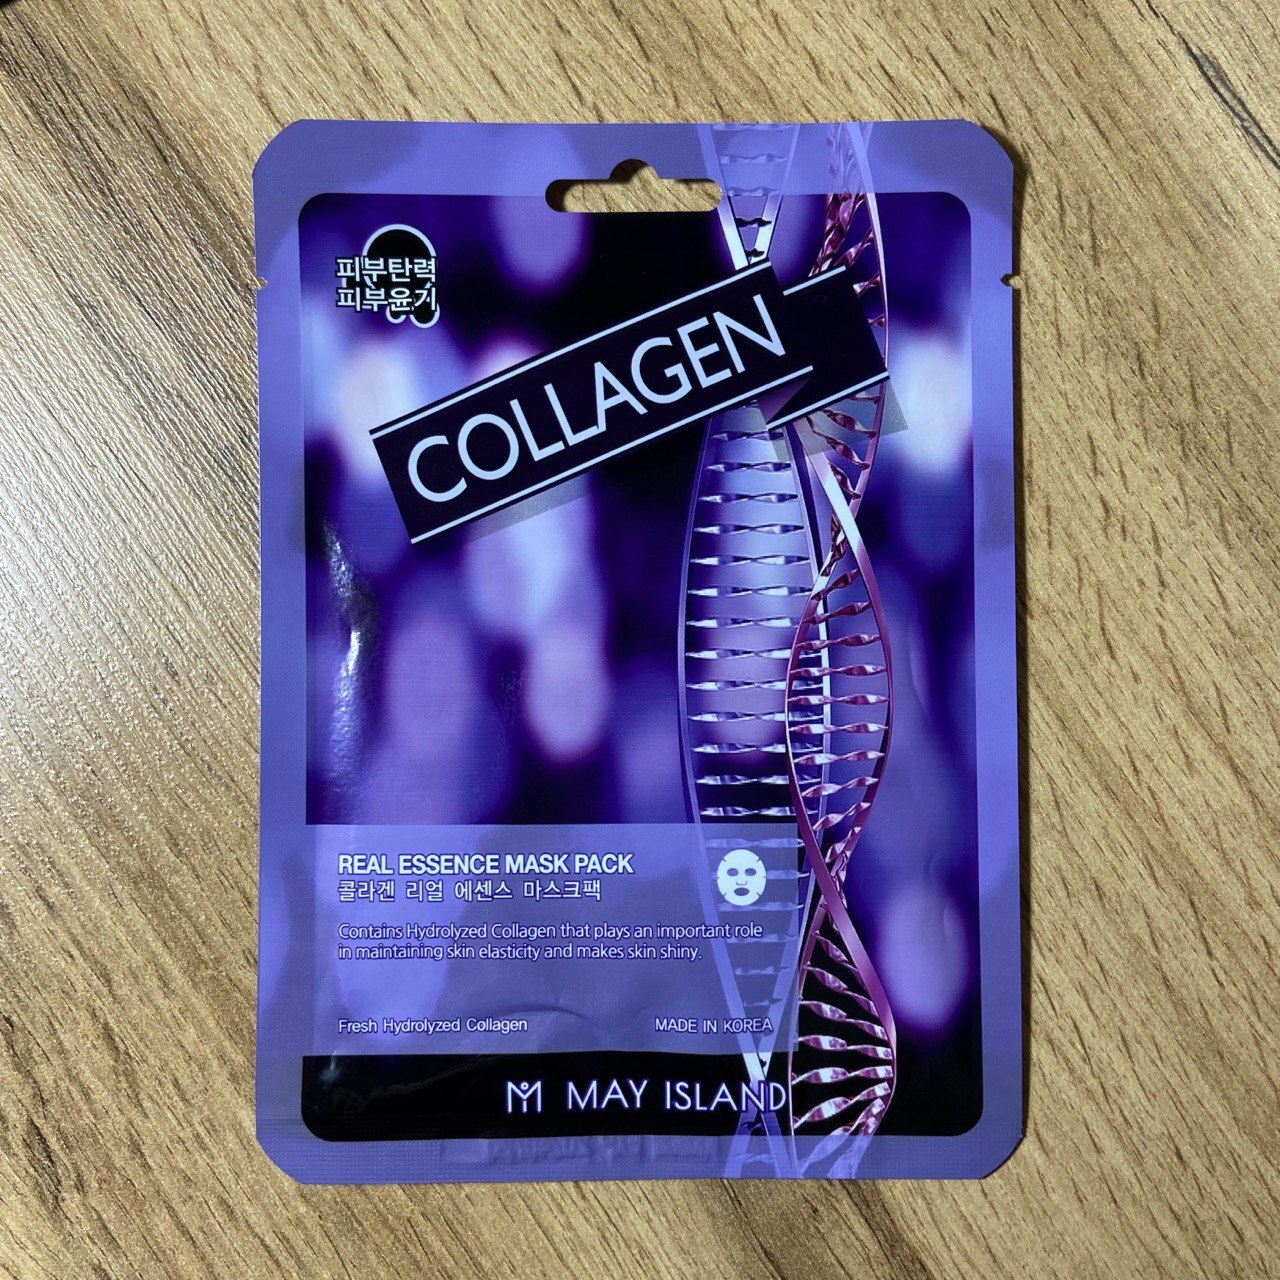 피부탄력
피부윤기
COLLAGEN
REAL ESSENCE MASK PACK
콜라겐 리얼 에센스 마스크팩
Contains Hydrolyzed Collagen that plays an important role
in maintaining skin elasticity and makes skin shiny.
Fresh Hydrolyzed Collagen
MADE IN KOREA
MAY ISLAND